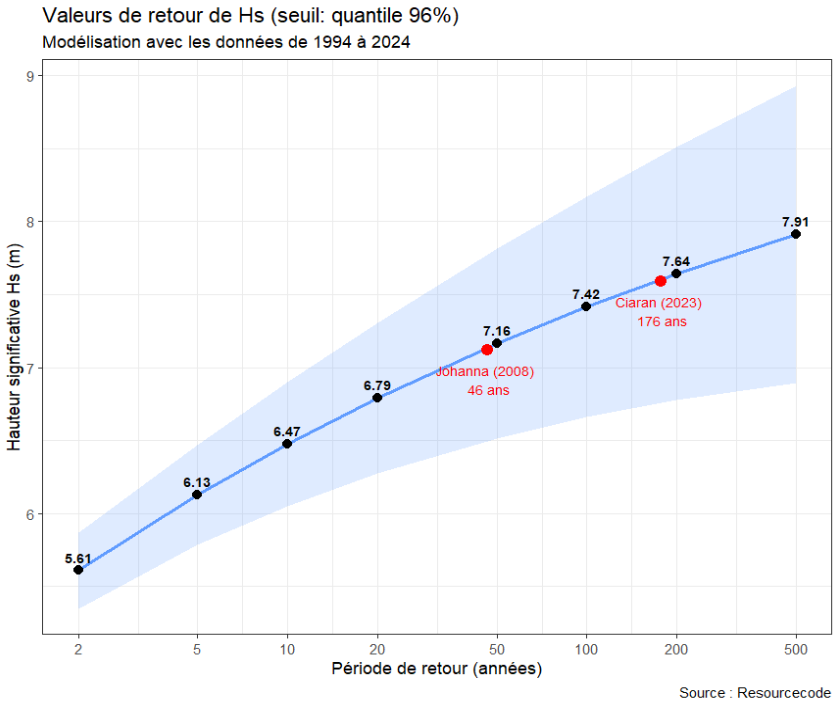 Valeurs de retour de Hs (seuil: quantile 96%)
Modélisation avec les données de 1994 à 2024
9
8
7
6
Hauteur significative Hs (m)
5.61
6.13
6.47
6.79
7.16
7.42
7.64
7.91
Johanna (2008)
46 ans
Ciaran (2023)
176 ans
2 5 10 20 50 100 200 500
Période de retour (années)
Source : Resourcecode